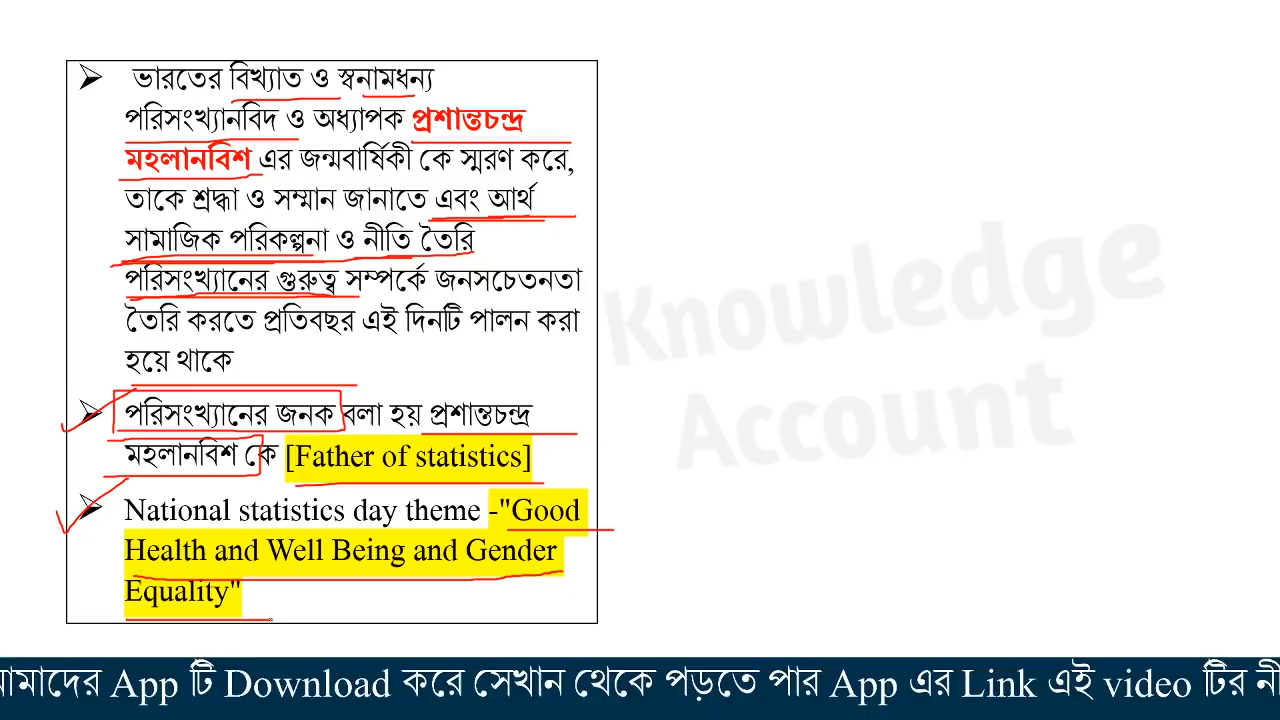 ভারতের বিখ্যাত ও স্বনামধন্য
পরিসংখ্যানবিদ ও অধ্যাপক প্রশান্তচন্দ্র
মহলানবিশ এর জন্মবার্ষিকী কে স্মরণ করে,
তাকে শ্রদ্ধা ও সম্মান জানাতে এবং আর্থ
সামাজিক পরিকল্পনা ও নীতি তৈরি
পরিসংখ্যানের গুরুত্ব সম্পর্কে জনসচেতনতা
তৈরি করতে প্রতিবছর এই দিনটি পালন করা
হয়ে থাকে
পরিসংখ্যানের জনক বলা হয় প্রশান্তচন্দ্র
মহলানবিশ কে [Father of statistics]
National statistics day theme -"Good
Health and Well Being and Gender
Equality"
Knowledge
Account
নামাদের App টি Download করে সেখান থেকে পড়তে পার App এর Link এই video টির নী